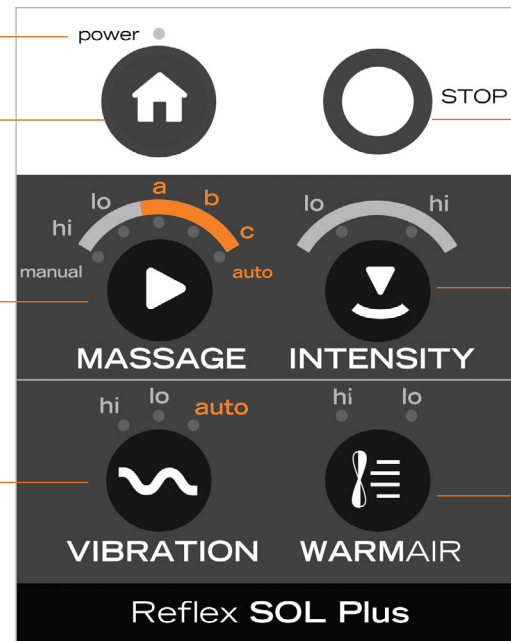 power
STOP
hi lo a b c
manual auto
MASSAGE
lo hi
INTENSITY
hi lo auto
VIBRATION
hi lo
WARMAIR
Reflex SOL Plus